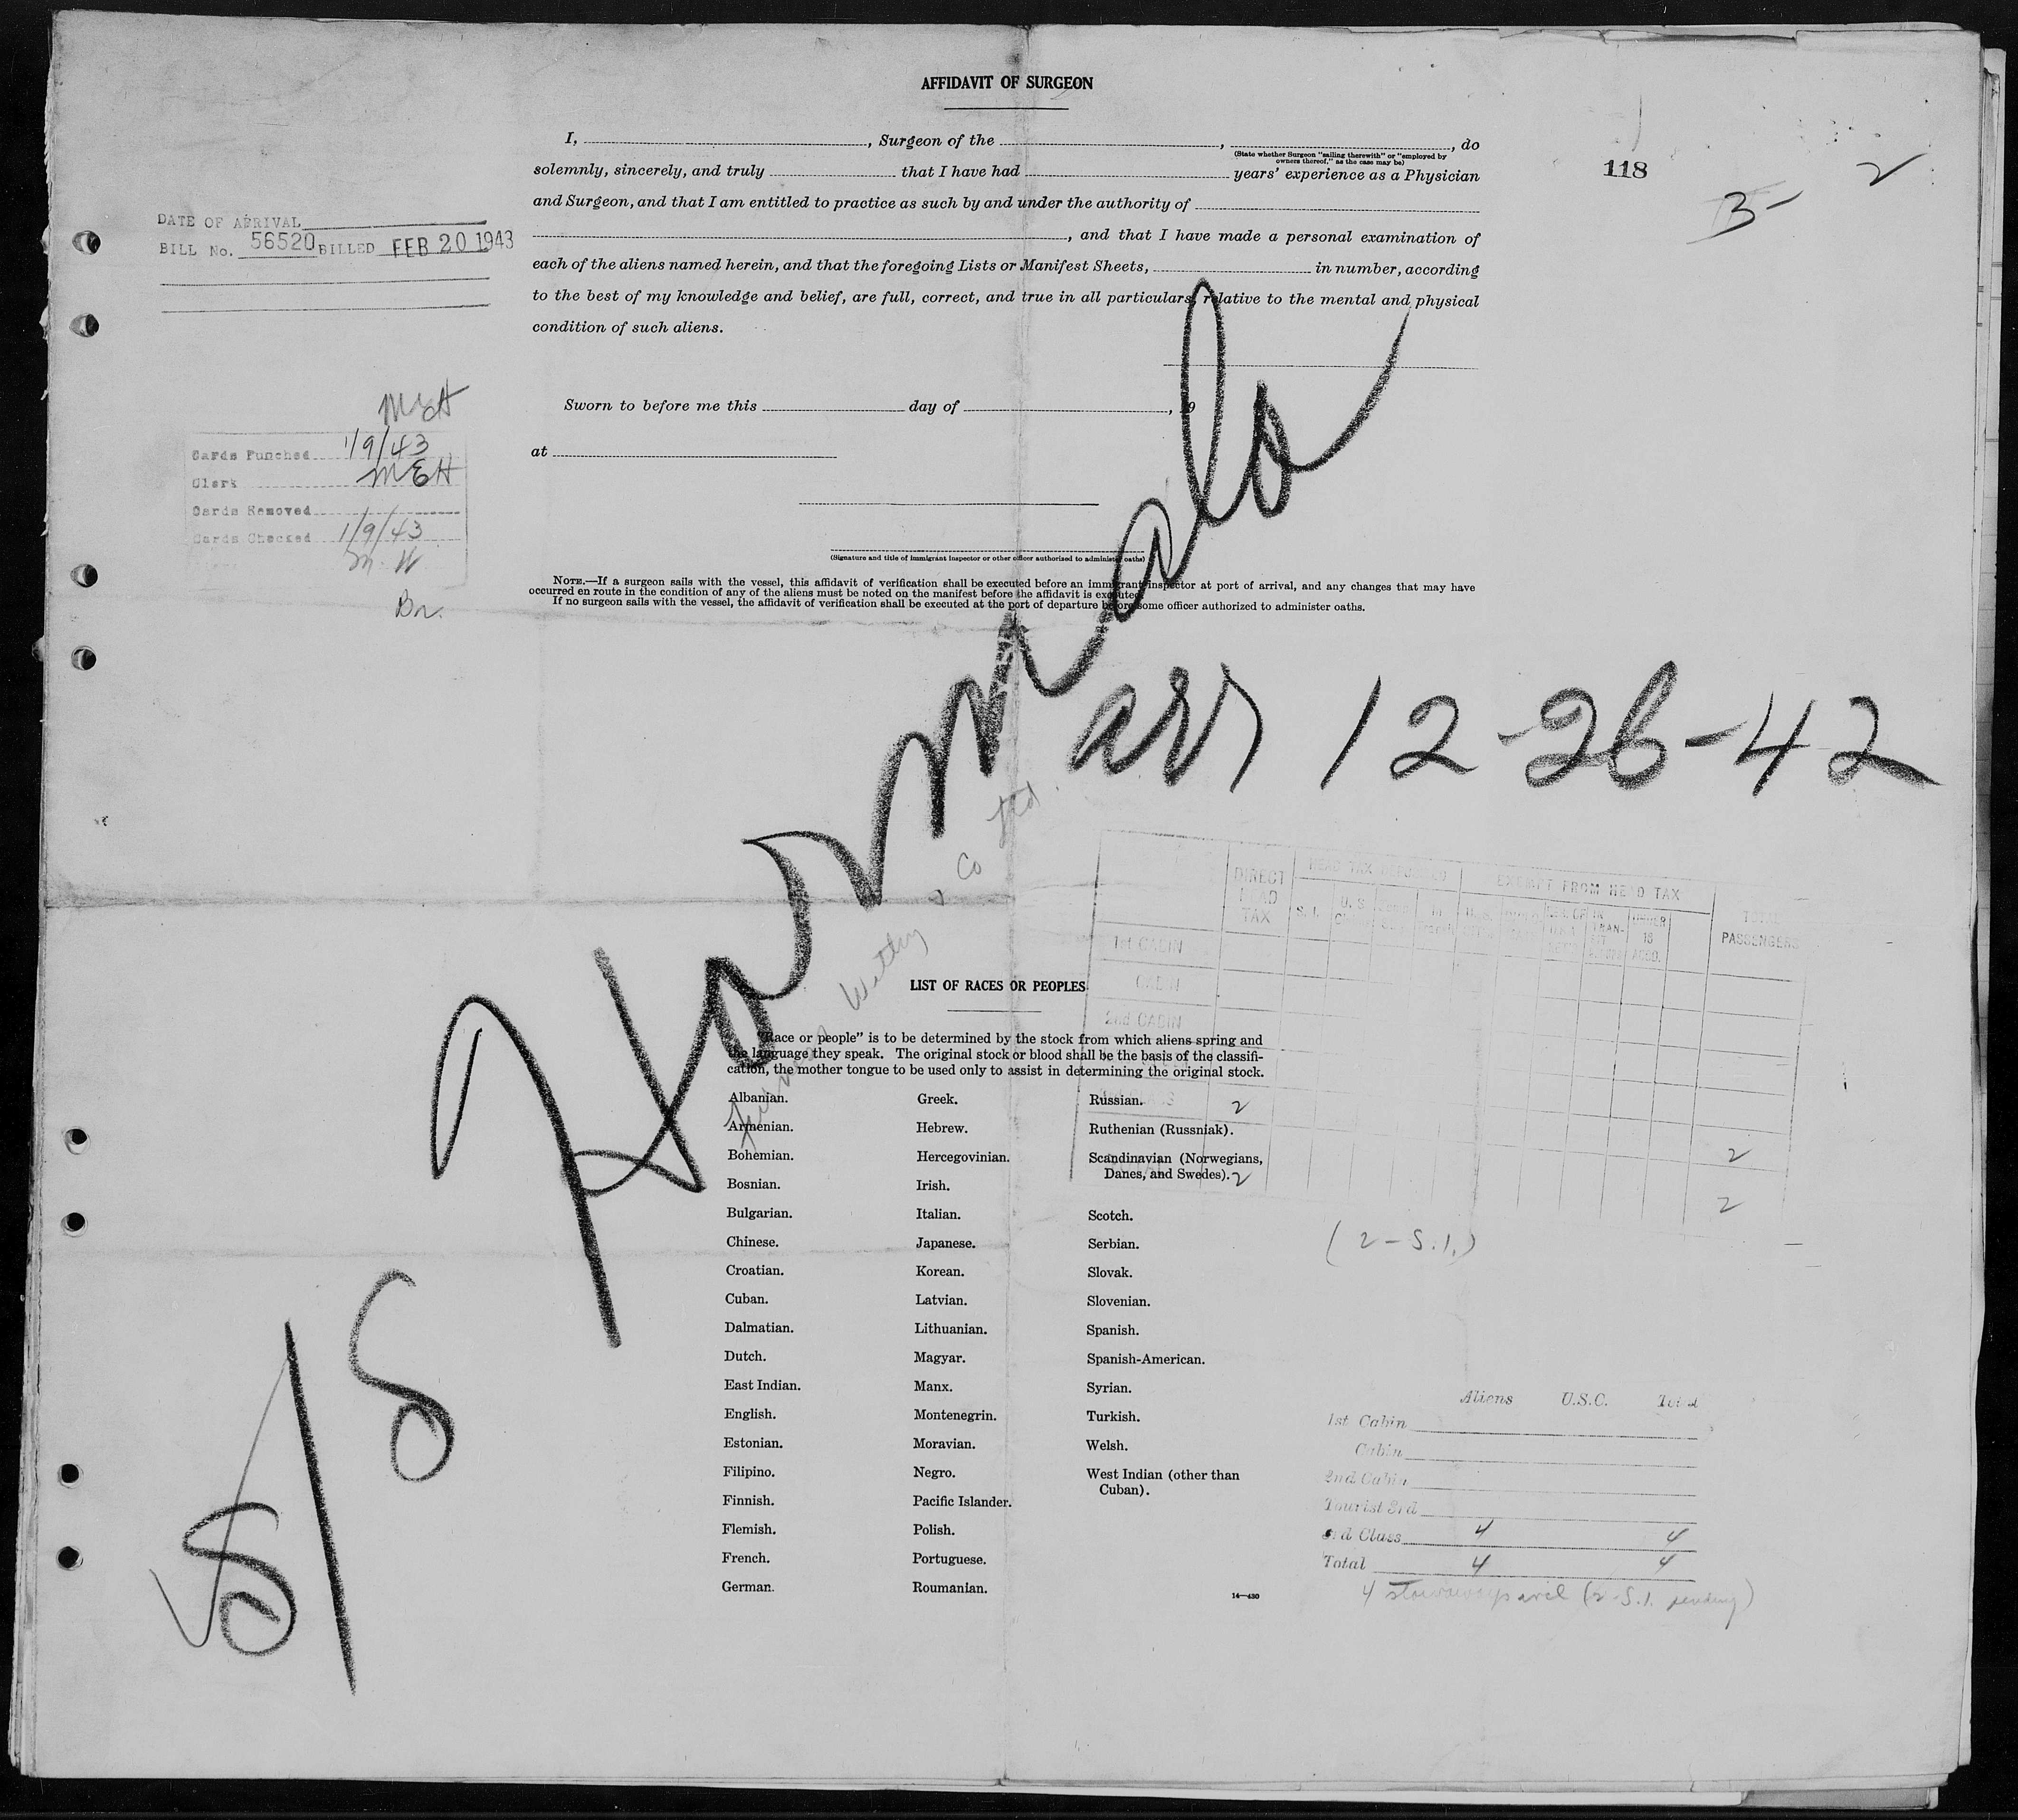 AFFIDAVIT OF SURGEON
I, , Surgeon of the , , do
(State whether Surgeon "sailing therewith" or "employed by
owners thereof," as the case may be)
solemnly, sincerely, and truly that I have had years' experience as a Physician
and Surgeon, and that I am entitled to practice as such by and under the authority of
, and that I have made a personal examination of
each of the aliens named herein, and that the foregoing Lists or Manifest Sheets, in number, according
to the best of my knowledge and belief, are full, correct, and true in all particulars, relative to the mental and physical
condition of such aliens.
118
3- 2
DATE OF ARRIVAL
BILL No. 56520 BILLED FEB 20 1943
Sworn to before me this day of , 19
at
(Signature and title of immigrant inspector or other officer authorized to administer oaths)
MEH
Cards Punched 1/9/43
Clerk MEH
Cards Removed
Cards Checked 1/9/43
M. W
Br.
NOTE.—If a surgeon sails with the vessel, this affidavit of verification shall be executed before an immigrant inspector at port of arrival, and any changes that may have
occurred en route in the condition of any of the aliens must be noted on the manifest before the affidavit is executed.
If no surgeon sails with the vessel, the affidavit of verification shall be executed at the port of departure before some officer authorized to administer oaths.
S/S Hormala
arr 12-26-42
Withy & Co Ltd.
DIRECT HEAD TAX
HEAD TAX DEPOSITED
EXEMPT FROM HEAD TAX
TOTAL PASSENGERS
S. I.
1st CABIN
CABIN
2nd CABIN
2 2
2 2
(2-S.I.)
LIST OF RACES OR PEOPLES
"Race or people" is to be determined by the stock from which aliens spring and
the language they speak. The original stock or blood shall be the basis of the classifi-
cation, the mother tongue to be used only to assist in determining the original stock.
Albanian.
Armenian.
Bohemian.
Bosnian.
Bulgarian.
Chinese.
Croatian.
Cuban.
Dalmatian.
Dutch.
East Indian.
English.
Estonian.
Filipino.
Finnish.
Flemish.
French.
German.
Greek.
Hebrew.
Hercegovinian.
Irish.
Italian.
Japanese.
Korean.
Latvian.
Lithuanian.
Magyar.
Manx.
Montenegrin.
Moravian.
Negro.
Pacific Islander.
Polish.
Portuguese.
Roumanian.
Russian.
Ruthenian (Russniak).
Scandinavian (Norwegians,
Danes, and Swedes).
Scotch.
Serbian.
Slovak.
Slovenian.
Spanish.
Spanish-American.
Syrian.
Turkish.
Welsh.
West Indian (other than
Cuban).
14—430
Aliens U.S.C. Total
1st Cabin
Cabin
2nd Cabin
Tourist 3rd
3rd Class 4 4
Total 4 4
4 stowaways arvl (2-S.I. pending)